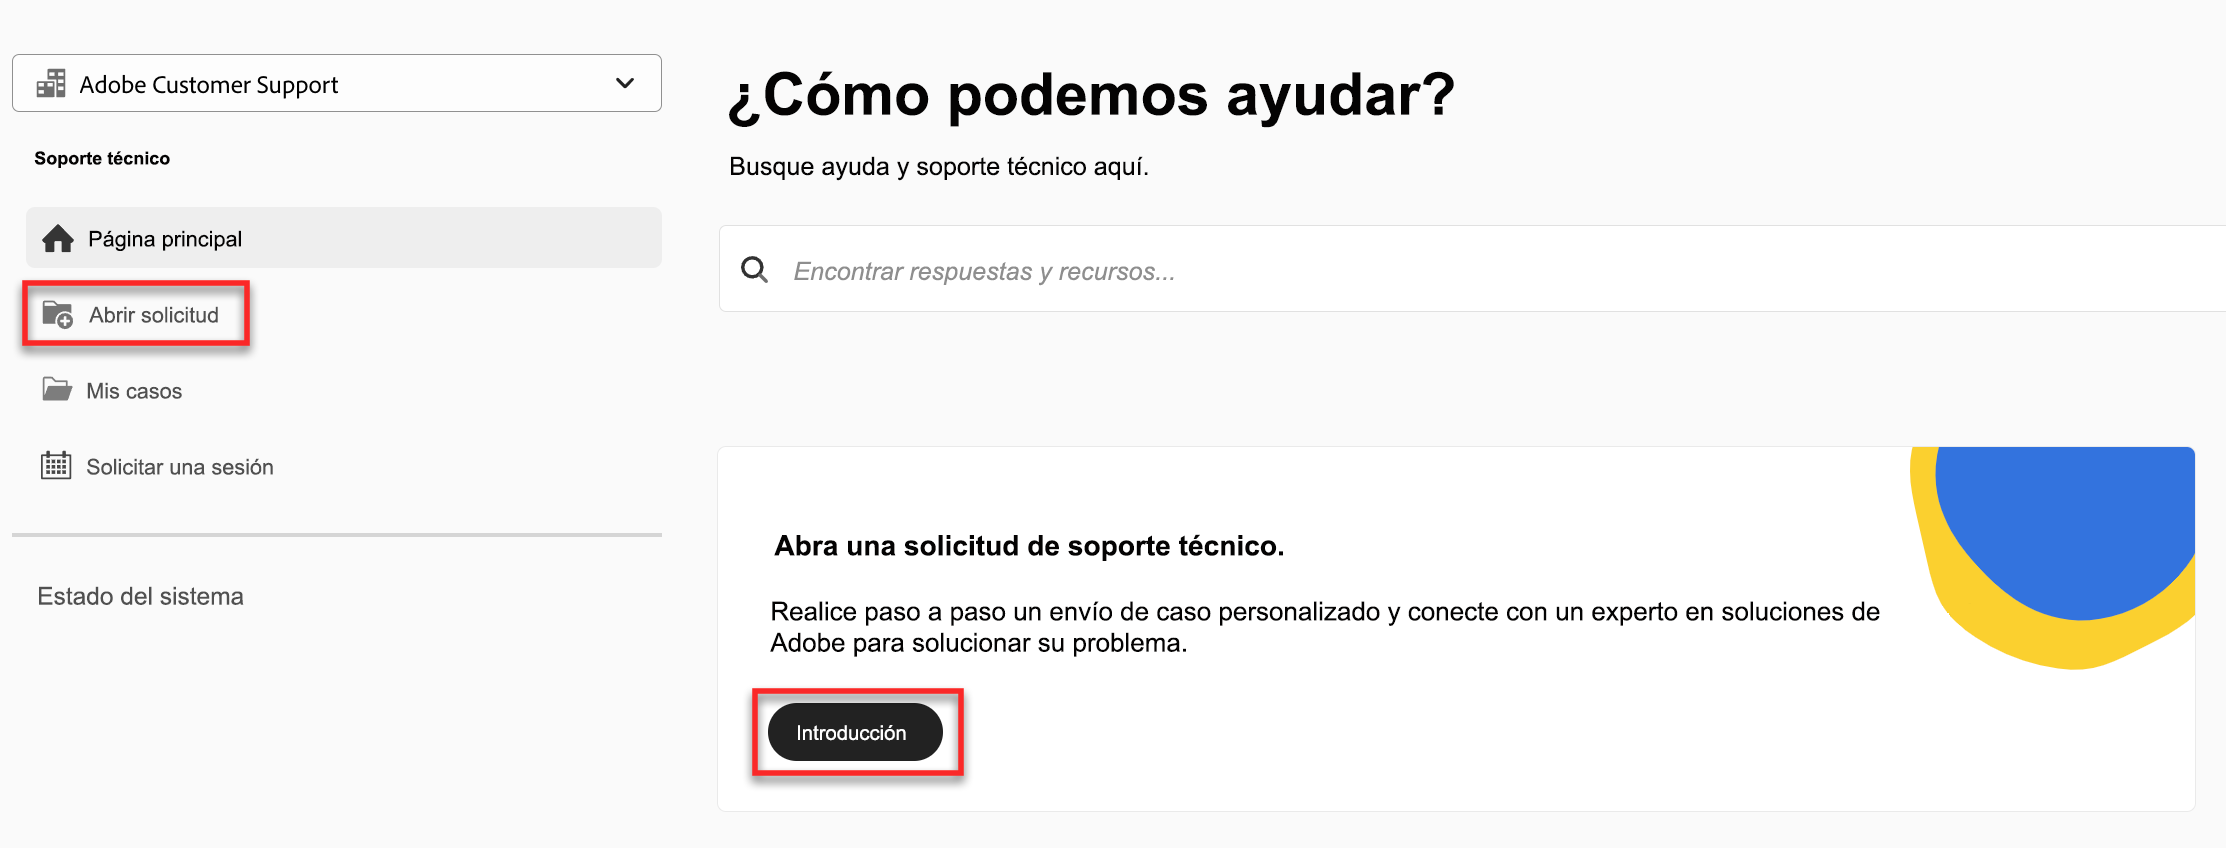 Adobe Customer Support
Soporte técnico
Página principal
Abrir solicitud
Mis casos
Solicitar una sesión
Estado del sistema
¿Cómo podemos ayudar?
Busque ayuda y soporte técnico aquí.
Encontrar respuestas y recursos...
Abra una solicitud de soporte técnico.
Realice paso a paso un envío de caso personalizado y conecte con un experto en soluciones de
Adobe para solucionar su problema.
Introducción